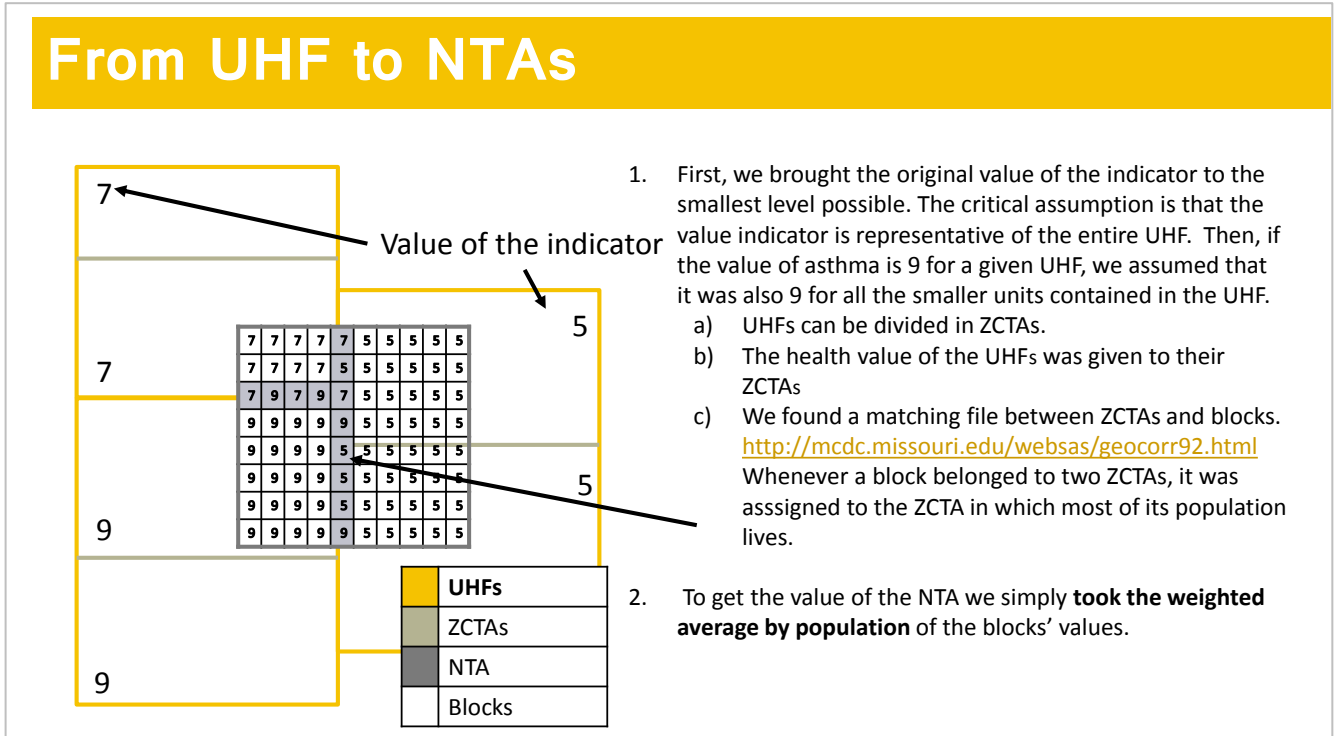 From UHF to NTAs
7
Value of the indicator
5
7
7 7 7 7 7 5 5 5 5 5
7 7 7 7 5 5 5 5 5 5
7 9 7 9 7 5 5 5 5 5
9 9 9 9 9 5 5 5 5 5
9 9 9 9 5 5 5 5 5 5
9 9 9 9 5 5 5 5 5 5
9 9 9 9 5 5 5 5 5 5
9 9 9 9 9 5 5 5 5 5
5
9
9
UHFs
ZCTAs
NTA
Blocks
1. First, we brought the original value of the indicator to the
smallest level possible. The critical assumption is that the
value indicator is representative of the entire UHF. Then, if
the value of asthma is 9 for a given UHF, we assumed that
it was also 9 for all the smaller units contained in the UHF.
a) UHFs can be divided in ZCTAs.
b) The health value of the UHFs was given to their
ZCTAs
c) We found a matching file between ZCTAs and blocks.
http://mcdc.missouri.edu/websas/geocorr92.html
Whenever a block belonged to two ZCTAs, it was
asssigned to the ZCTA in which most of its population
lives.
2. To get the value of the NTA we simply took the weighted
average by population of the blocks' values.